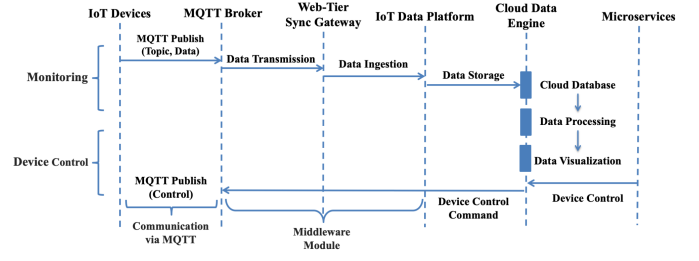 IoT Devices
MQTT Broker
Web-Tier
Sync Gateway
IoT Data Platform
Cloud Data
Engine
Microservices
MQTT Publish
(Topic, Data)
Data Transmission
Data Ingestion
Data Storage
Monitoring
Cloud Database
Data Processing
Data Visualization
Device Control
MQTT Publish
(Control)
Device Control
Command
Device Control
Communication
via MQTT
Middleware
Module